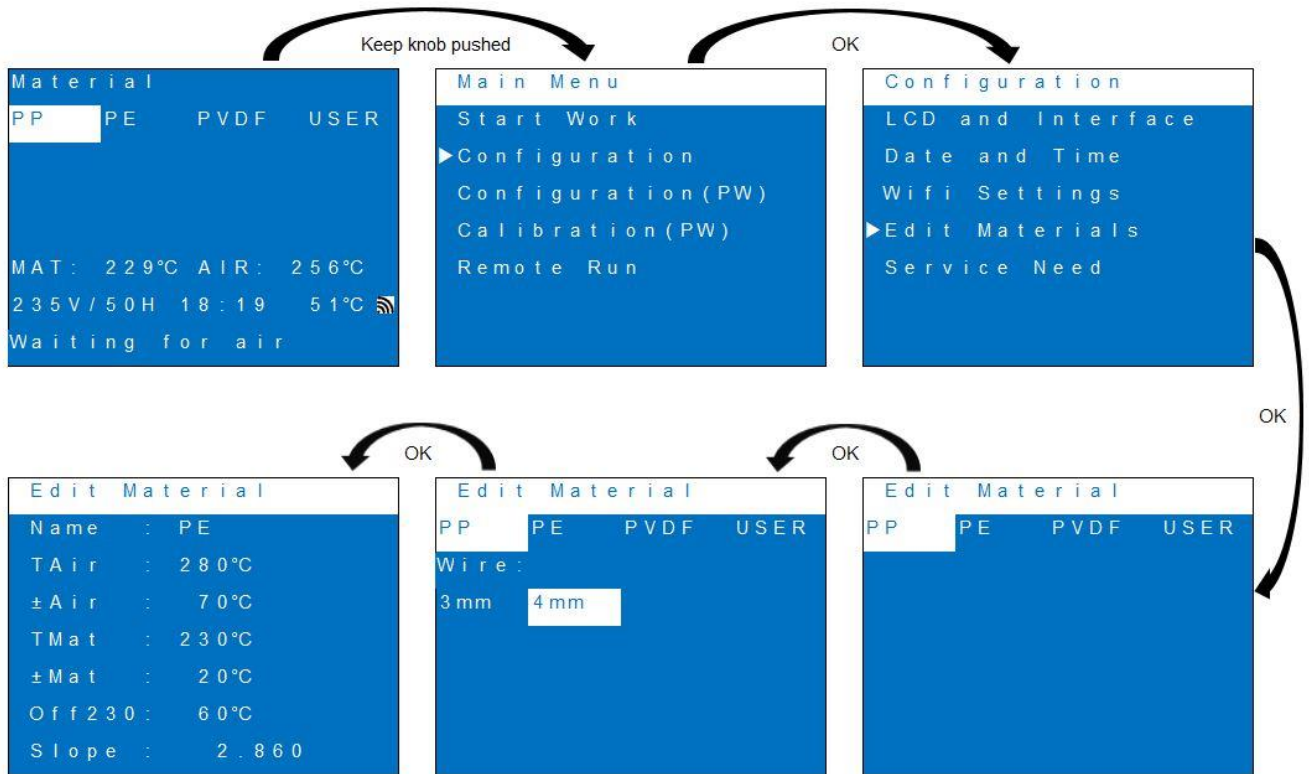 Keep knob pushed
OK
Material
PP PE PVDF USER
MAT: 229°C AIR: 256°C
235V/50H 18:19 51°C
Waiting for air
Main Menu
Start Work
▶Configuration
Configuration(PW)
Calibration(PW)
Remote Run
Configuration
LCD and Interface
Date and Time
Wifi Settings
▶Edit Materials
Service Need
OK
OK
OK
Edit Material
Name : PE
TAir : 280°C
±Air : 70°C
TMat : 230°C
±Mat : 20°C
Off230: 60°C
Slope : 2.860
Edit Material
PP PE PVDF USER
Wire:
3mm 4mm
Edit Material
PP PE PVDF USER